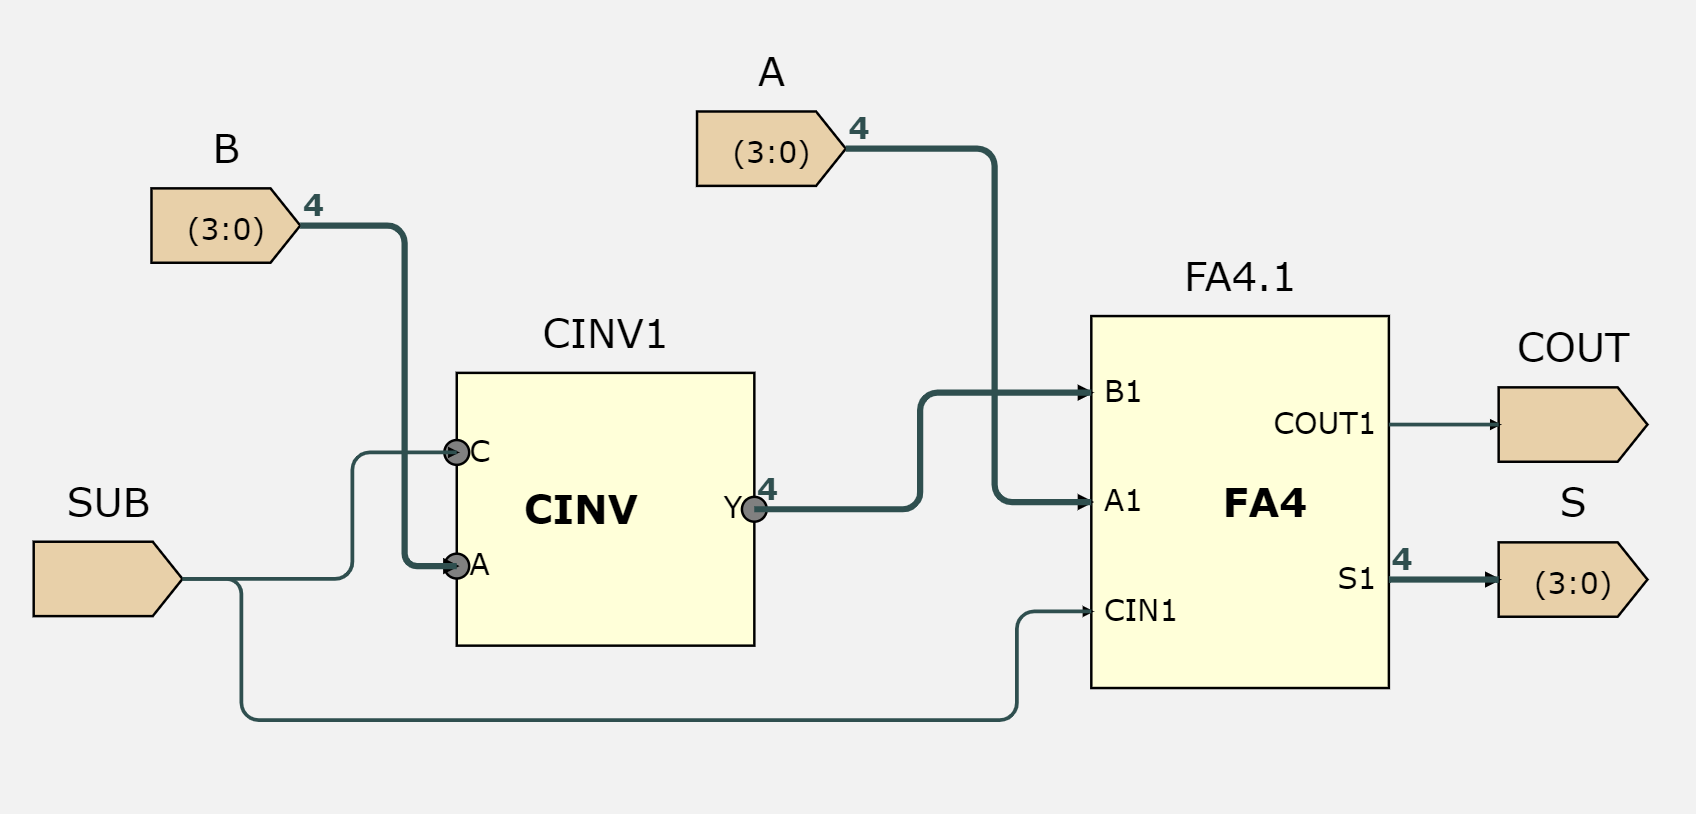 A
(3:0)
4
B
(3:0)
4
FA4.1
CINV1
COUT
B1
COUT1
C
SUB
CINV
Y
4
A1
FA4
S
A
4
S1
(3:0)
CIN1